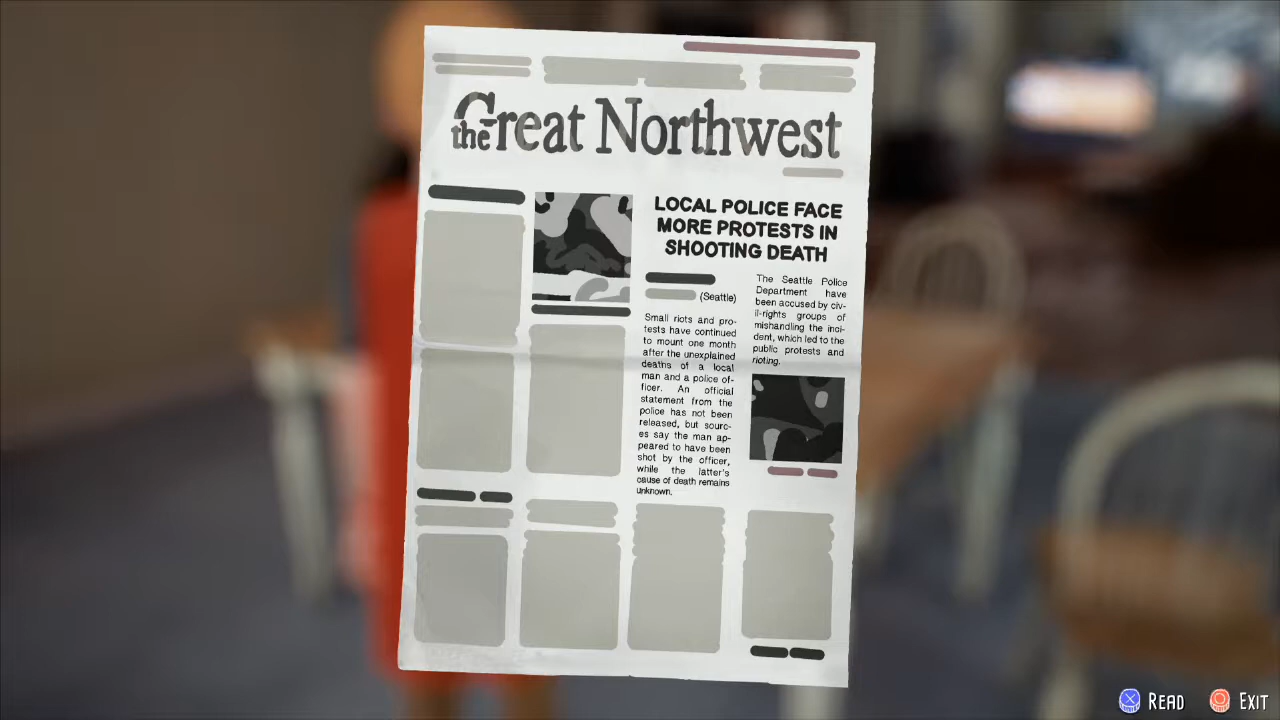 the Great Northwest
LOCAL POLICE FACE
MORE PROTESTS IN
SHOOTING DEATH
(Seattle)
Small riots and pro-
tests have continued
to mount one month
after the unexplained
deaths of a local
man and a police of-
ficer. An official
statement from the
police has not been
released, but sourc-
es say the man ap-
peared to have been
shot by the officer,
while the latter's
cause of death remains
unknown.
The Seattle Police
Department have
been accused by civ-
il-rights groups of
mishandling the inci-
dent, which led to the
public protests and
rioting.
READ
EXIT